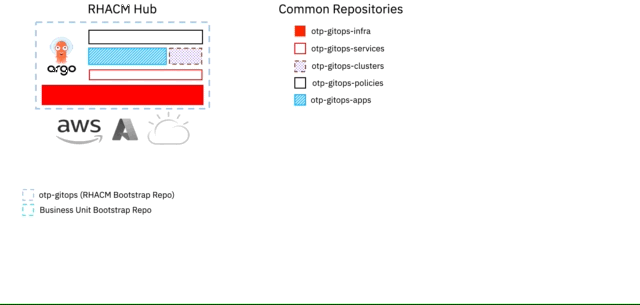 RHACM Hub
Common Repositories
argo
otp-gitops-infra
otp-gitops-services
otp-gitops-clusters
otp-gitops-policies
otp-gitops-apps
aws
otp-gitops (RHACM Bootstrap Repo)
Business Unit Bootstrap Repo